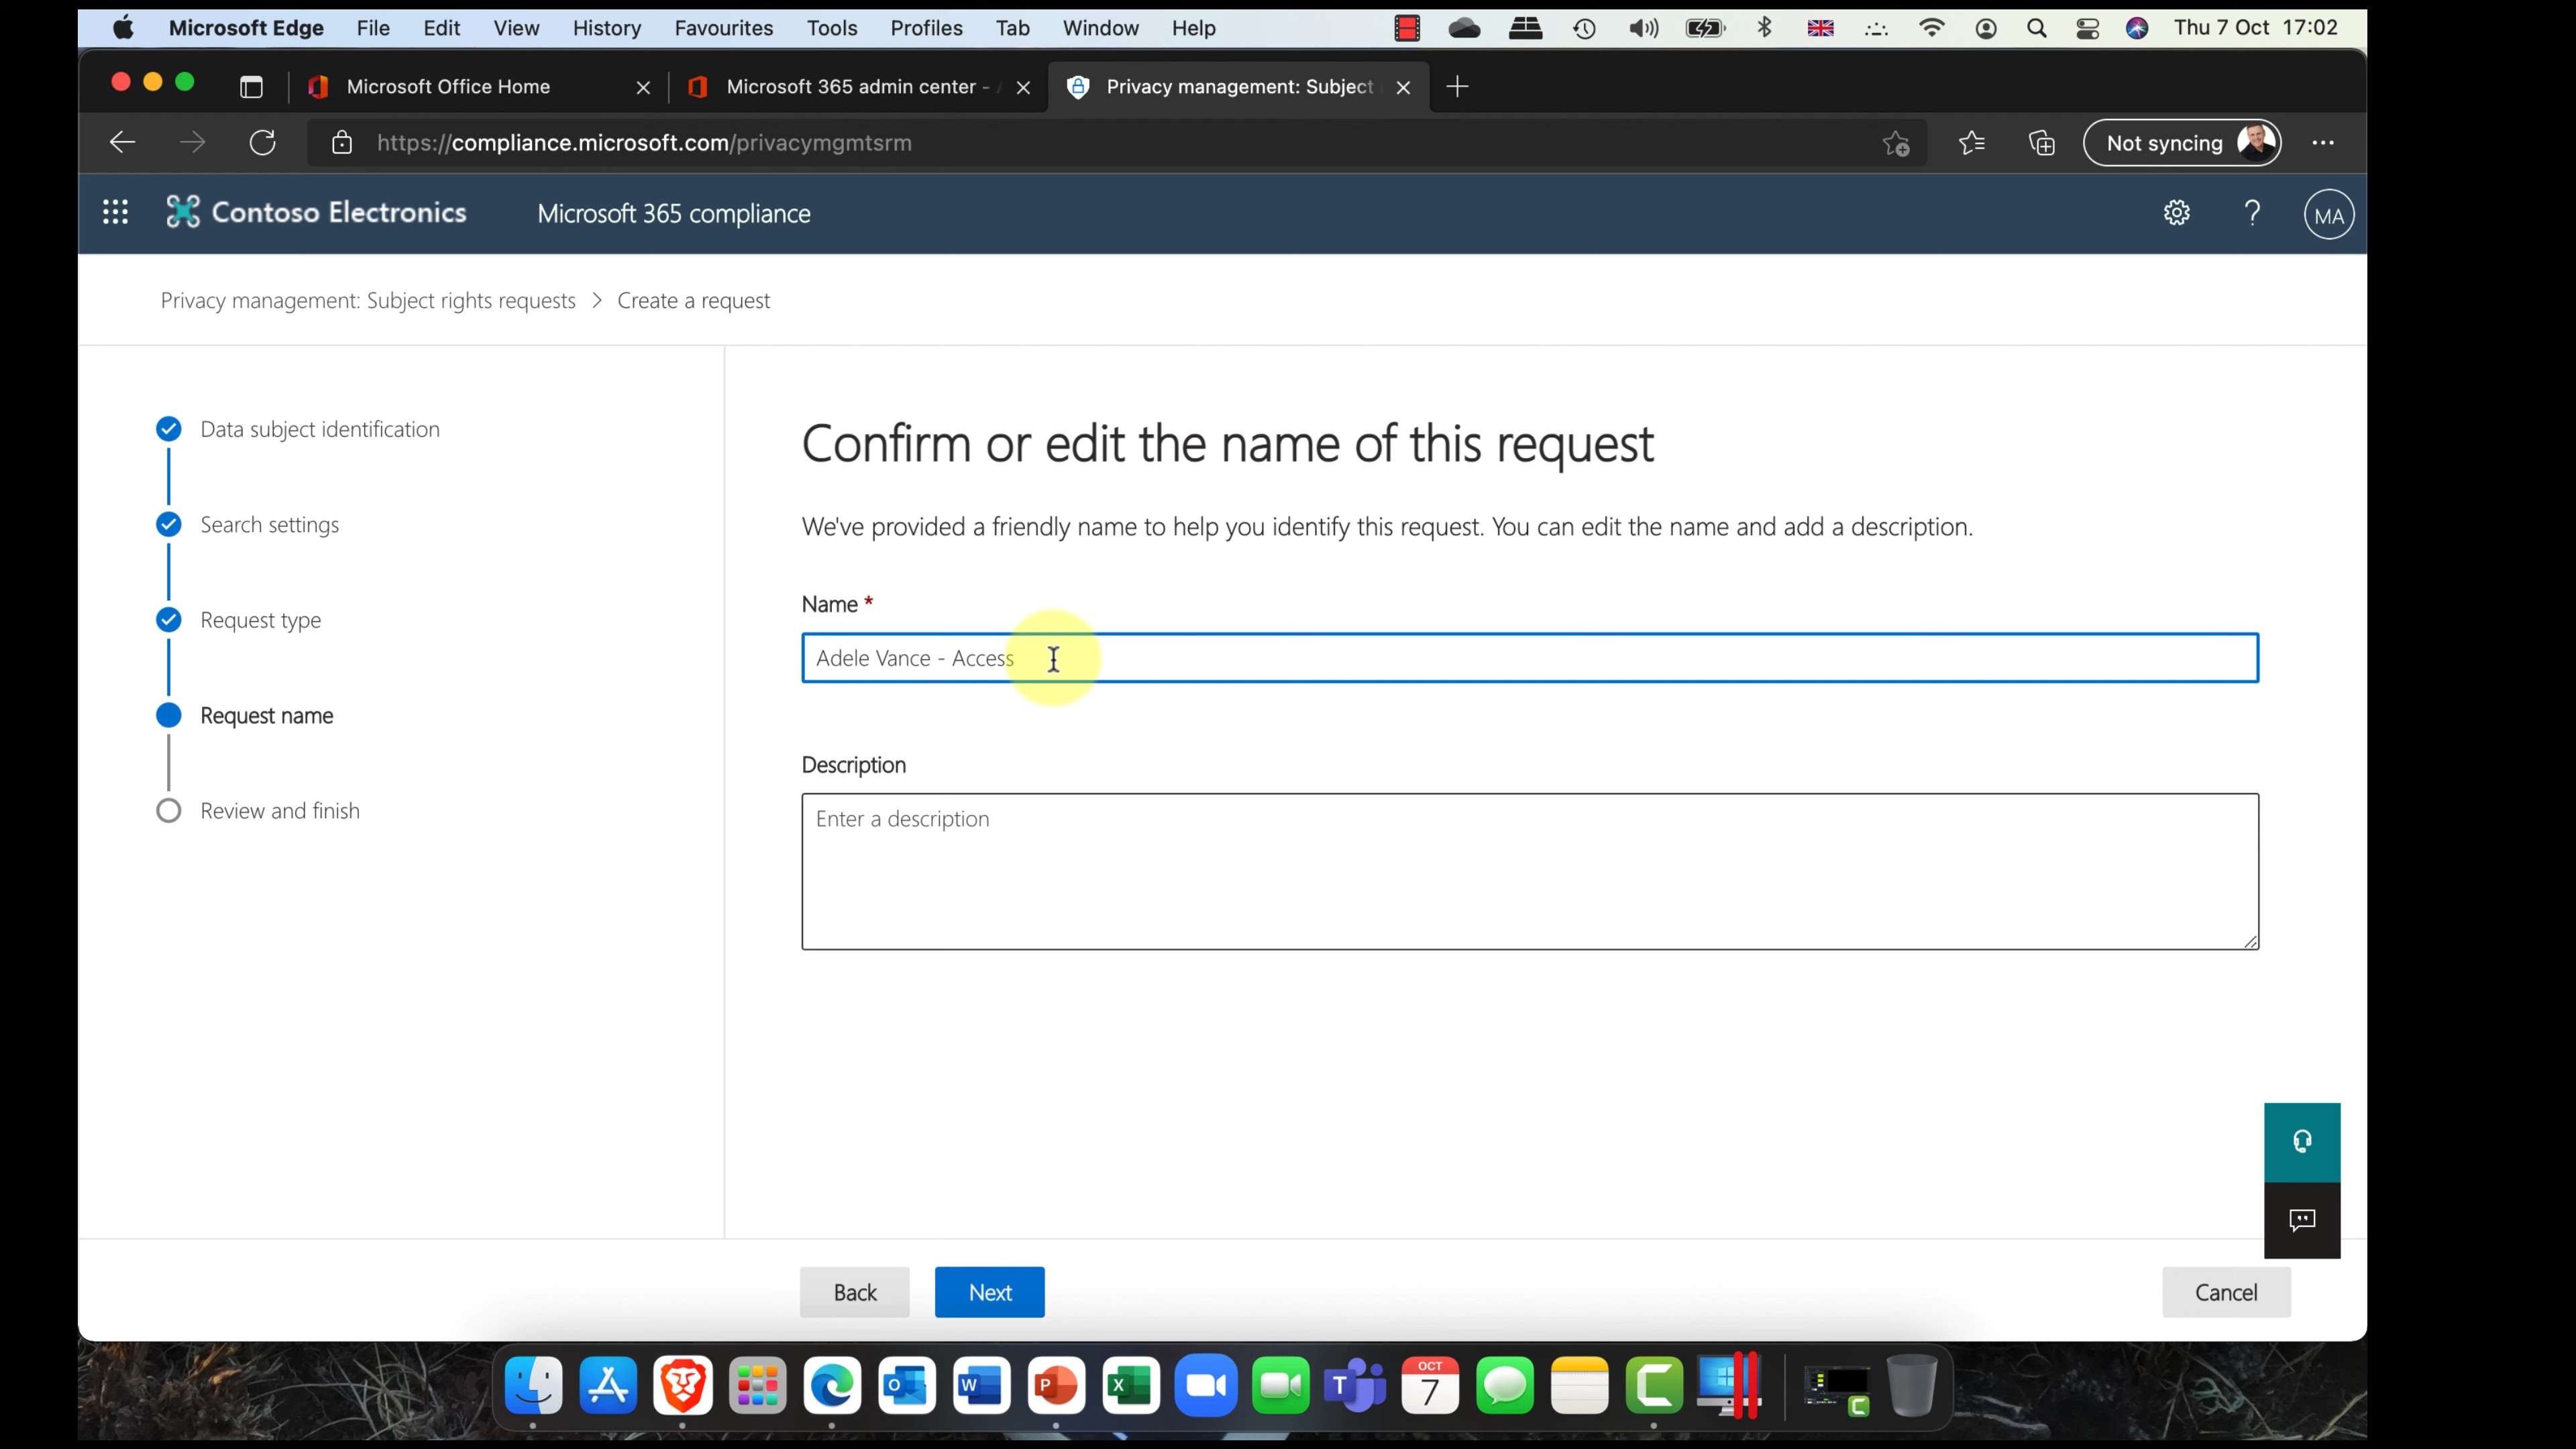 Microsoft Edge File Edit View History Favourites Tools Profiles Tab Window Help Thu 7 Oct 17:02
Microsoft Office Home Microsoft 365 admin center - Privacy management: Subject
https://compliance.microsoft.com/privacymgmtsrm Not syncing
Contoso Electronics Microsoft 365 compliance MA
Privacy management: Subject rights requests > Create a request
Data subject identification
Search settings
Request type
Request name
Review and finish
Confirm or edit the name of this request
We've provided a friendly name to help you identify this request. You can edit the name and add a description.
Name *
Adele Vance - Access
Description
Enter a description
Back Next Cancel
OCT
7